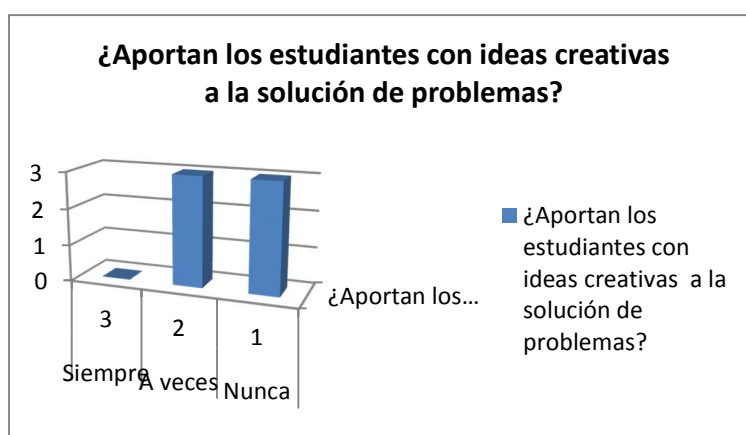 ¿Aportan los estudiantes con ideas creativas
a la solución de problemas?
3
2
1
0
3
2
1
Siempre
A veces
Nunca
¿Aportan los...
¿Aportan los
estudiantes con
ideas creativas a la
solución de
problemas?